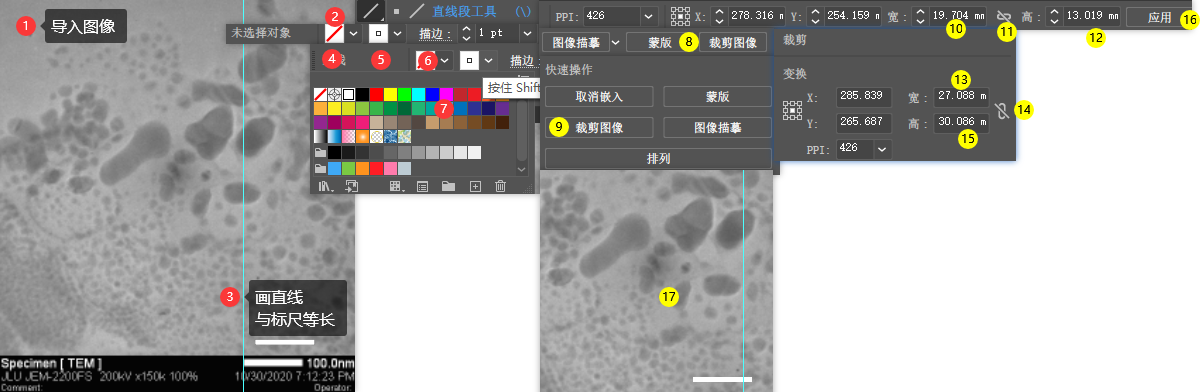 1 导入图像
2
直线段工具 (\)
未选择对象 描边: 1 pt
4 5 6 描边:
按住 Shift
7
3 画直线
与标尺等长
Specimen [ TEM ] 100.0nm
JLU JEM-2200FS 200kV x150k 100% 10/30/2020 7:12:23 PM
Comment: Operator:
PPI: 426 X: 278.316 m Y: 254.159 m 宽: 19.704 mm 高: 13.019 mm 应用
10 11 12 16
图像描摹 蒙版 8 裁剪图像
快速操作
取消嵌入 蒙版
9 裁剪图像 图像描摹
排列
裁剪
变换
13
X: 285.839 宽: 27.088 m
14
Y: 265.687 高: 30.086 m
15
PPI: 426
17